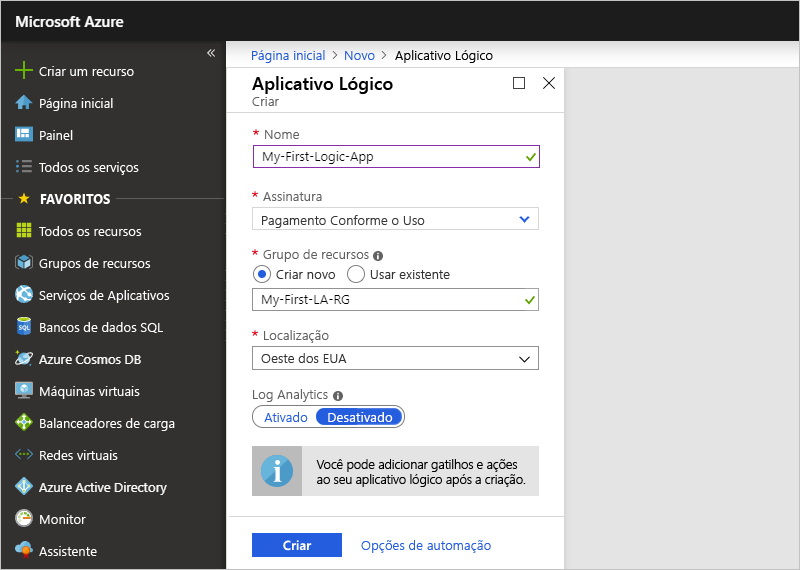 Microsoft Azure
«
Criar um recurso
Página inicial
Painel
Todos os serviços
FAVORITOS
Todos os recursos
Grupos de recursos
Serviços de Aplicativos
SQL
Bancos de dados SQL
Azure Cosmos DB
Máquinas virtuais
Balanceadores de carga
Redes virtuais
Azure Active Directory
Monitor
Assistente
Página inicial > Novo > Aplicativo Lógico
Aplicativo Lógico
Criar
* Nome
My-First-Logic-App
* Assinatura
Pagamento Conforme o Uso
* Grupo de recursos
Criar novo Usar existente
My-First-LA-RG
* Localização
Oeste dos EUA
Log Analytics
Ativado Desativado
Você pode adicionar gatilhos e ações
ao seu aplicativo lógico após a criação.
Criar Opções de automação